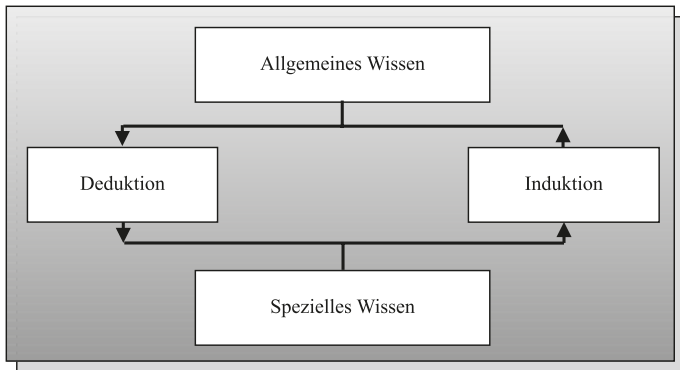 Allgemeines Wissen
Deduktion
Induktion
Spezielles Wissen